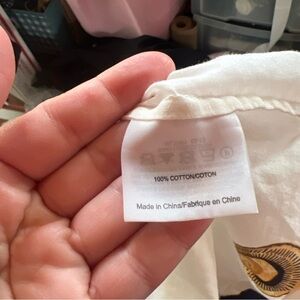 100% COTTON/COTON
Made in China/Fabriqué en Chine